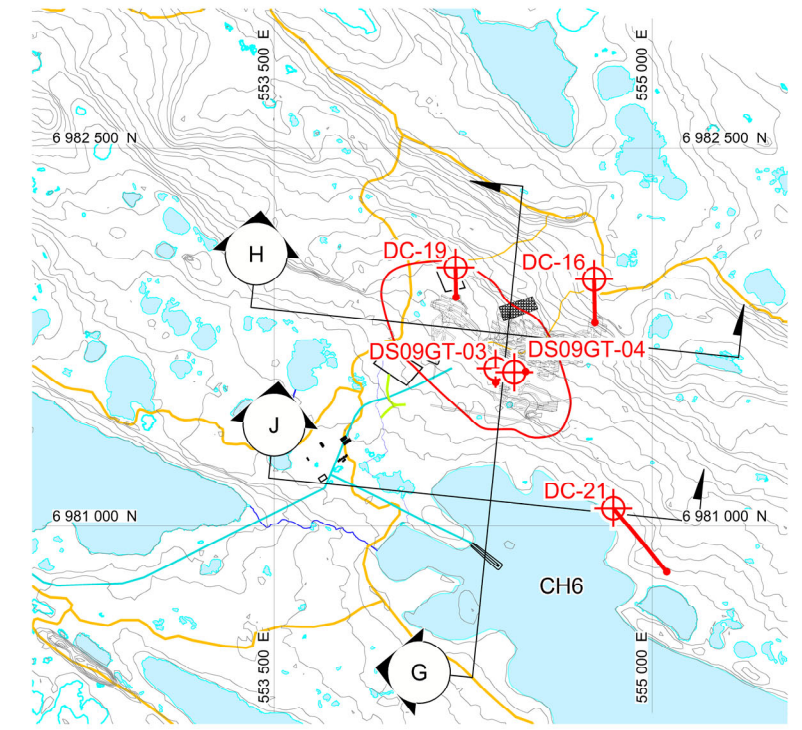 553 500 E
555 000 E
6 982 500 N
6 982 500 N
H
DC-19
DC-16
DS09GT-03
DS09GT-04
J
DC-21
6 981 000 N
6 981 000 N
CH6
553 500 E
555 000 E
G